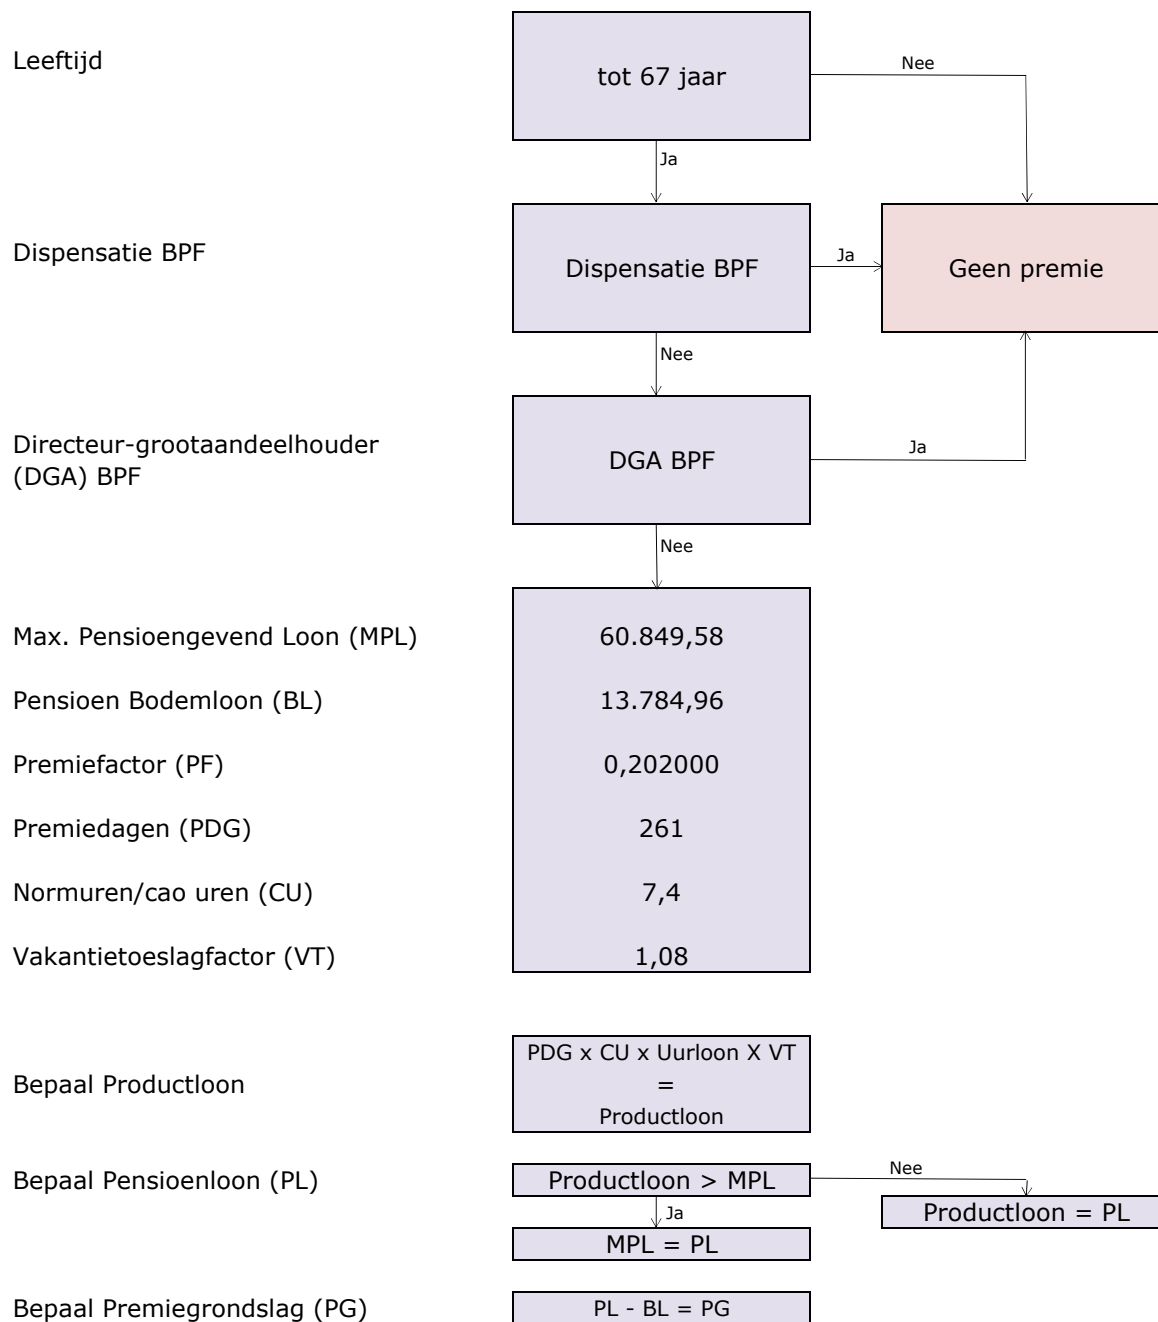 Leeftijd
tot 67 jaar
Nee
Ja
Dispensatie BPF
Dispensatie BPF
Ja
Geen premie
Nee
Directeur-grootaandeelhouder
(DGA) BPF
DGA BPF
Ja
Nee
Max. Pensioengevend Loon (MPL)
60.849,58
Pensioen Bodemloon (BL)
13.784,96
Premiefactor (PF)
0,202000
Premiedagen (PDG)
261
Normuren/cao uren (CU)
7,4
Vakantietoeslagfactor (VT)
1,08
Bepaal Productloon
PDG x CU x Uurloon X VT
=
Productloon
Bepaal Pensioenloon (PL)
Productloon > MPL
Nee
Productloon = PL
Ja
MPL = PL
Bepaal Premiegrondslag (PG)
PL - BL = PG